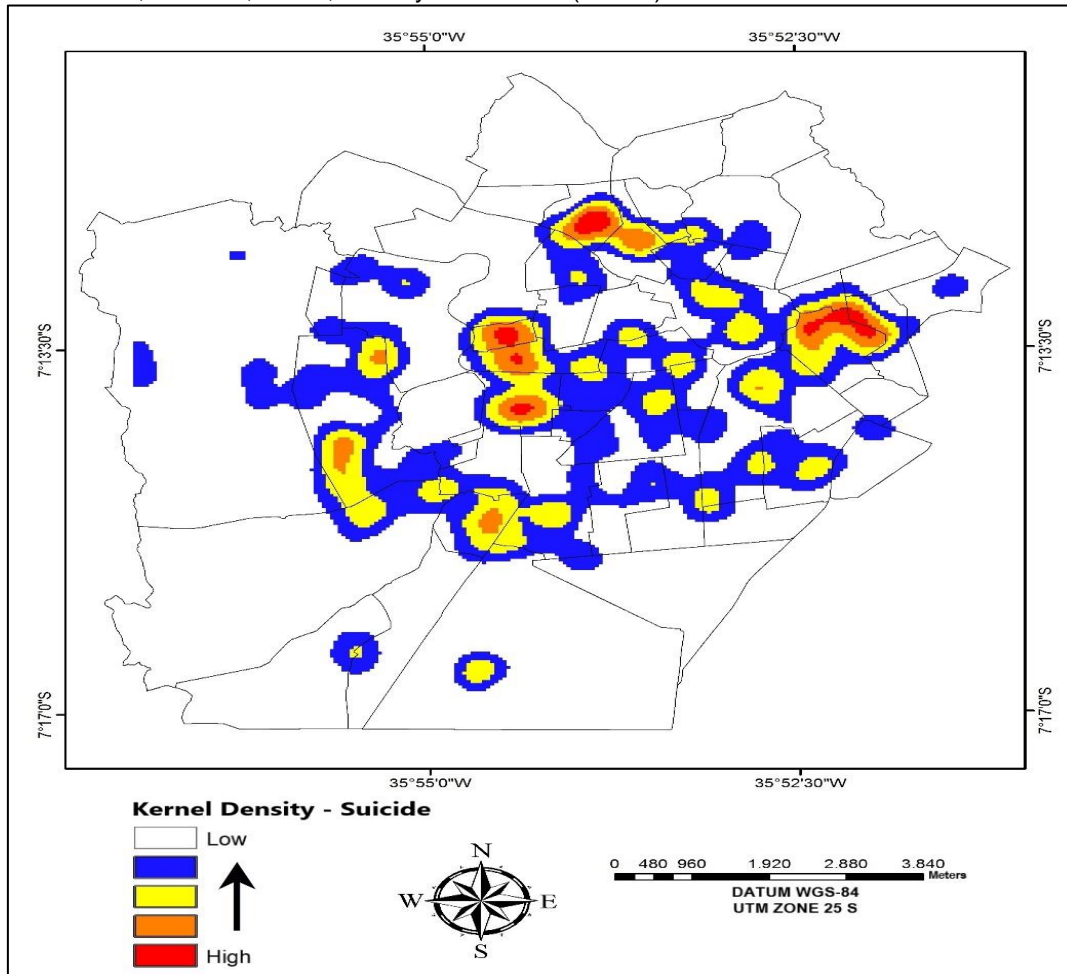 35°55'0"W 35°52'30"W
7°13'30"S 7°13'30"S
7°17'0"S 7°17'0"S
35°55'0"W 35°52'30"W
Kernel Density - Suicide
Low
High
N
W E
S
0 480 960 1.920 2.880 3.840
Meters
DATUM WGS-84
UTM ZONE 25 S